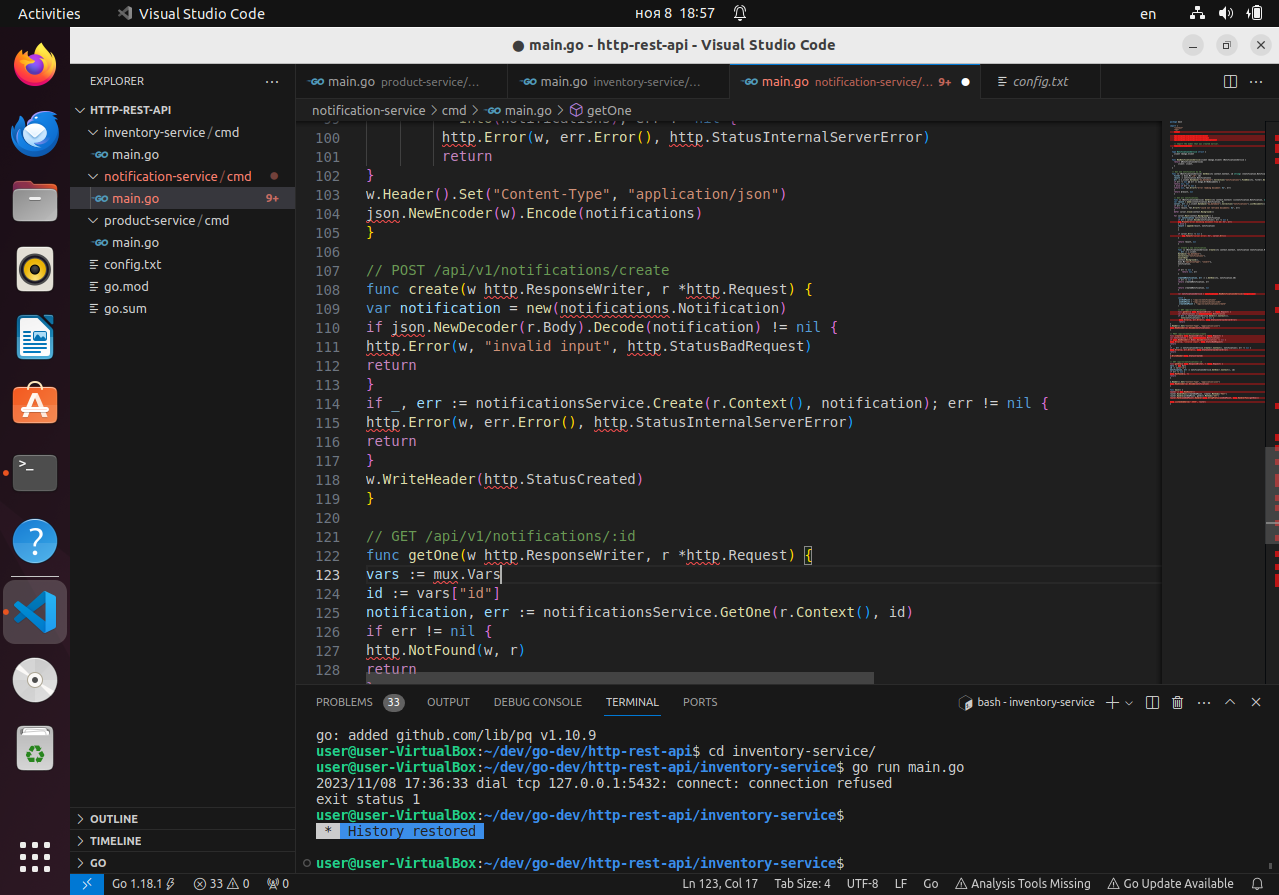 Activities
Visual Studio Code
ноя 8 18:57
en
● main.go - http-rest-api - Visual Studio Code
EXPLORER
HTTP-REST-API
inventory-service / cmd
main.go
notification-service / cmd
main.go 9+
product-service / cmd
main.go
config.txt
go.mod
go.sum
OUTLINE
TIMELINE
GO
main.go product-service/...
main.go inventory-service/...
main.go notification-service/... 9+
config.txt
notification-service > cmd > main.go > getOne
100 http.Error(w, err.Error(), http.StatusInternalServerError)
101 return
102 }
103 w.Header().Set("Content-Type", "application/json")
104 json.NewEncoder(w).Encode(notifications)
105 }
106
107 // POST /api/v1/notifications/create
108 func create(w http.ResponseWriter, r *http.Request) {
109 var notification = new(notifications.Notification)
110 if json.NewDecoder(r.Body).Decode(notification) != nil {
111 http.Error(w, "invalid input", http.StatusBadRequest)
112 return
113 }
114 if _, err := notificationsService.Create(r.Context(), notification); err != nil {
115 http.Error(w, err.Error(), http.StatusInternalServerError)
116 return
117 }
118 w.WriteHeader(http.StatusCreated)
119 }
120
121 // GET /api/v1/notifications/:id
122 func getOne(w http.ResponseWriter, r *http.Request) {
123 vars := mux.Vars
124 id := vars["id"]
125 notification, err := notificationsService.GetOne(r.Context(), id)
126 if err != nil {
127 http.NotFound(w, r)
128 return
PROBLEMS 33
OUTPUT
DEBUG CONSOLE
TERMINAL
PORTS
bash - inventory-service
go: added github.com/lib/pq v1.10.9
user@user-VirtualBox:~/dev/go-dev/http-rest-api$ cd inventory-service/
user@user-VirtualBox:~/dev/go-dev/http-rest-api/inventory-service$ go run main.go
2023/11/08 17:36:33 dial tcp 127.0.0.1:5432: connect: connection refused
exit status 1
user@user-VirtualBox:~/dev/go-dev/http-rest-api/inventory-service$
* History restored
user@user-VirtualBox:~/dev/go-dev/http-rest-api/inventory-service$
Go 1.18.1
33 0
0
Ln 123, Col 17
Tab Size: 4
UTF-8
LF
Go
Analysis Tools Missing
Go Update Available